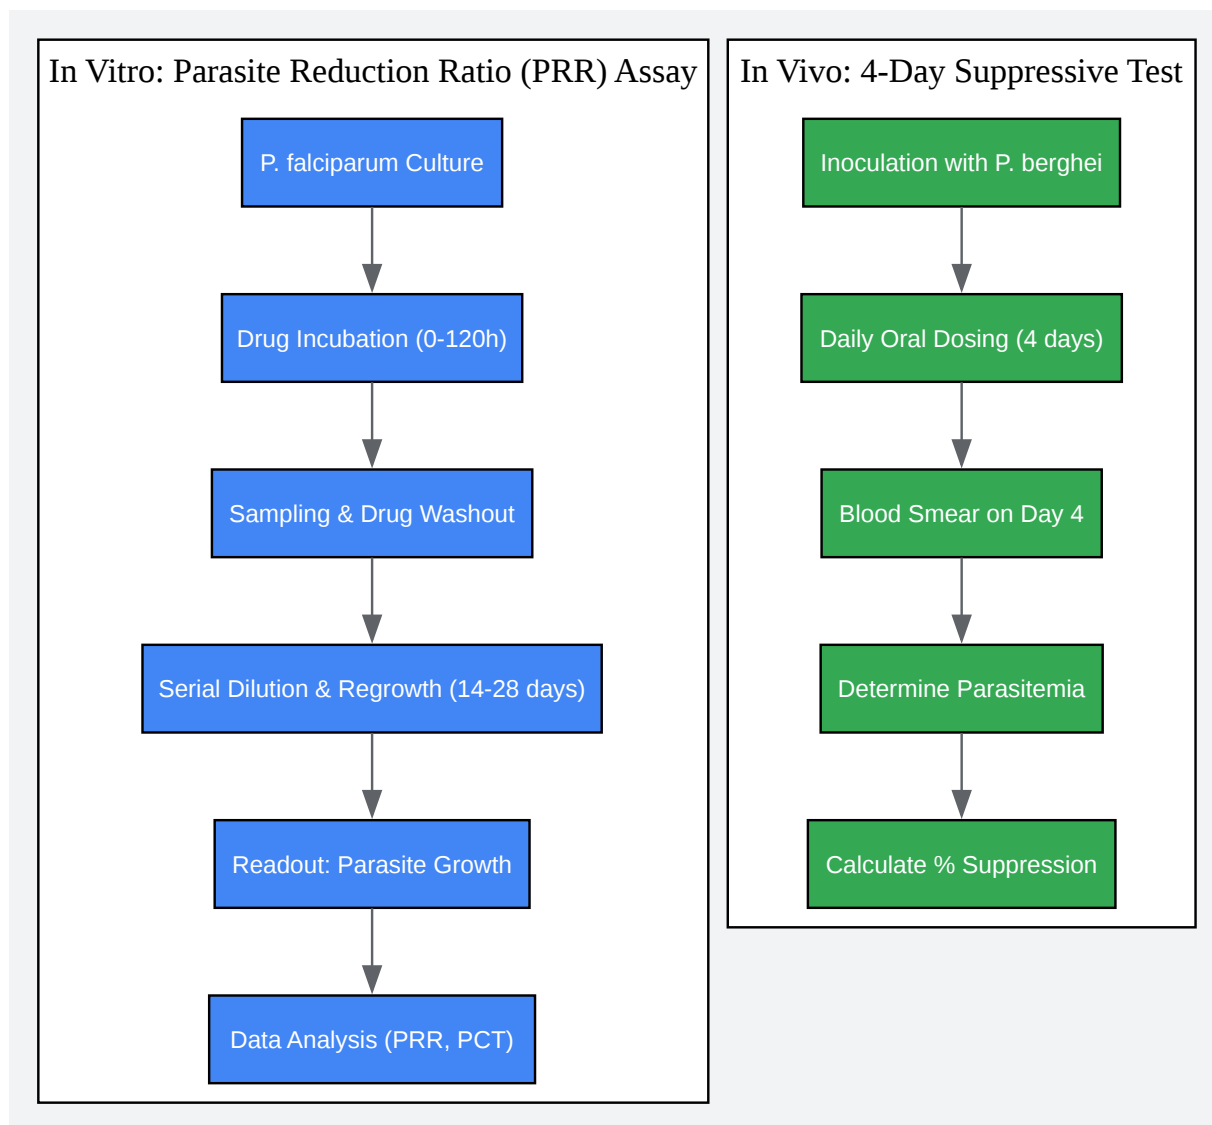 In Vitro: Parasite Reduction Ratio (PRR) Assay
P. falciparum Culture
Drug Incubation (0-120h)
Sampling & Drug Washout
Serial Dilution & Regrowth (14-28 days)
Readout: Parasite Growth
Data Analysis (PRR, PCT)
In Vivo: 4-Day Suppressive Test
Inoculation with P. berghei
Daily Oral Dosing (4 days)
Blood Smear on Day 4
Determine Parasitemia
Calculate % Suppression